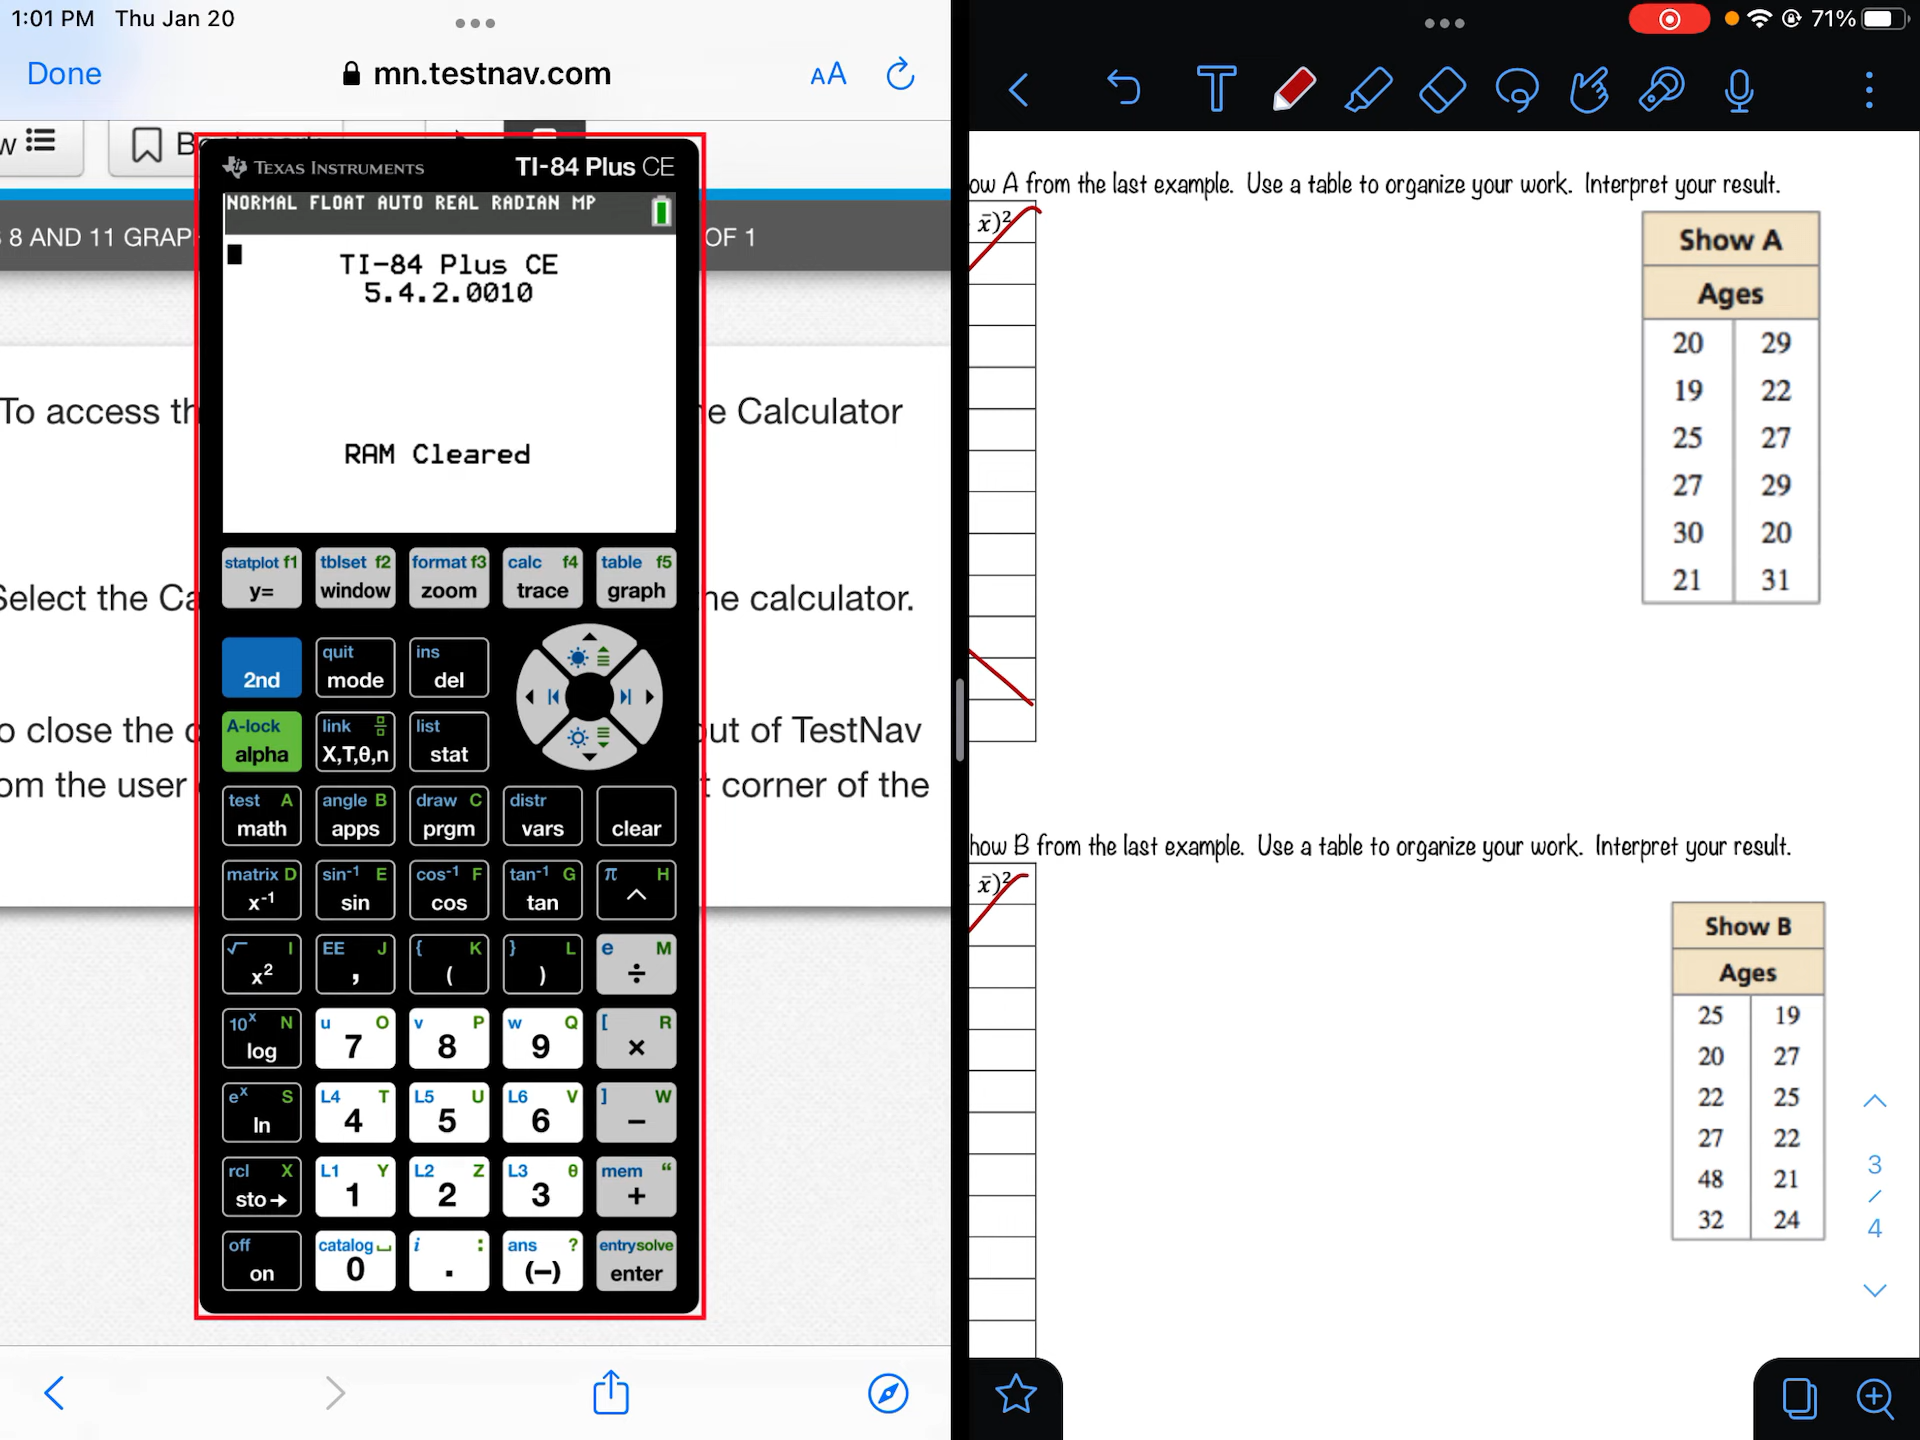 1:01 PM Thu Jan 20
71%
Done
mn.testnav.com
AA
TEXAS INSTRUMENTS TI-84 Plus CE
NORMAL FLOAT AUTO REAL RADIAN MP
8 AND 11 OF 1
TI-84 Plus CE
5.4.2.0010
RAM Cleared
To access Calculator
Select the calculator.
close the out of TestNav
the user corner of the
statplot f1 tblset f2 format f3 calc f4 table f5
y= window zoom trace graph
quit ins
2nd mode del
A-lock link list
alpha X,T,θ,n stat
test A angle B draw C distr
math apps prgm vars clear
matrix D sin⁻¹ E cos⁻¹ F tan⁻¹ G π H
x⁻¹ sin cos tan ^
√ I EE J { K } L e M
x² , ( ) ÷
10ˣ N u O v P w Q [ R
log 7 8 9 ×
eˣ S L4 T L5 U L6 V ] W
ln 4 5 6 −
rcl X L1 Y L2 Z L3 θ mem "
sto→ 1 2 3 +
off catalog i : ans ? entry solve
on 0 . (−) enter
A from the last example. Use a table to organize your work. Interpret your result.
x̄)²
Show A
Ages
20 29
19 22
25 27
27 29
30 20
21 31
B from the last example. Use a table to organize your work. Interpret your result.
x̄)²
Show B
Ages
25 19
20 27
22 25
27 22
48 21
32 24
3
/
4